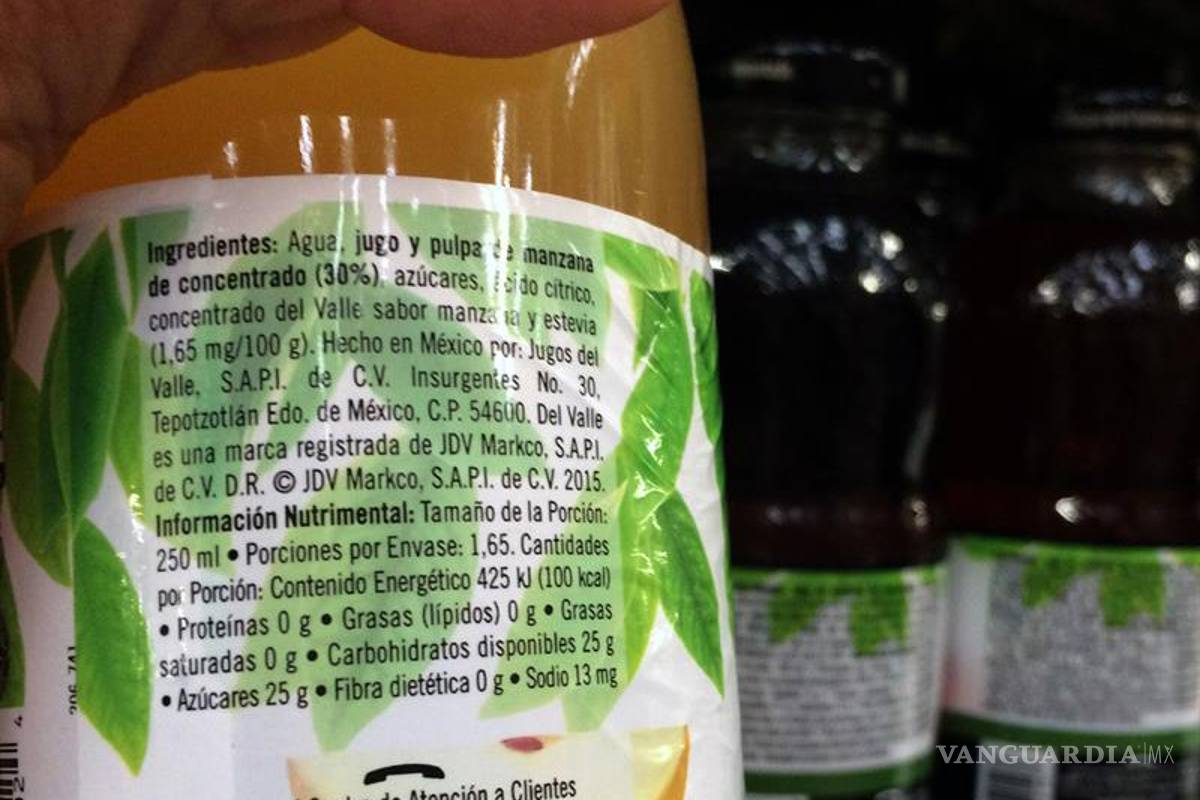 Ingredientes: Agua, jugo y pulpa de manzana
de concentrado (30%), azúcares, ácido cítrico,
concentrado del Valle sabor manzana y estevia
(1,65 mg/100 g). Hecho en México por: Jugos del
Valle, S.A.P.I. de C.V. Insurgentes No. 30,
Tepotzotlán Edo. de México, C.P. 54600. Del Valle
es una marca registrada de JDV Markco, S.A.P.I.
de C.V. D.R. © JDV Markco, S.A.P.I. de C.V. 2015.
Información Nutrimental: Tamaño de la Porción:
250 ml • Porciones por Envase: 1,65. Cantidades
por Porción: Contenido Energético 425 kJ (100 kcal)
• Proteínas 0 g • Grasas (lípidos) 0 g • Grasas
saturadas 0 g • Carbohidratos disponibles 25 g
• Azúcares 25 g • Fibra dietética 0 g • Sodio 13 mg
de Atención a Clientes
VANGUARDIA|MX